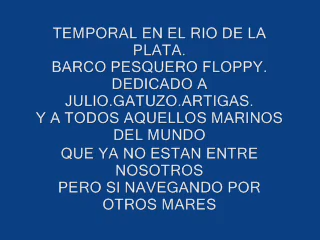 TEMPORAL EN EL RIO DE LA
PLATA.
BARCO PESQUERO FLOPPY.
DEDICADO A
JULIO.GATUZO.ARTIGAS.
Y A TODOS AQUELLOS MARINOS
DEL MUNDO
QUE YA NO ESTAN ENTRE
NOSOTROS
PERO SI NAVEGANDO POR
OTROS MARES